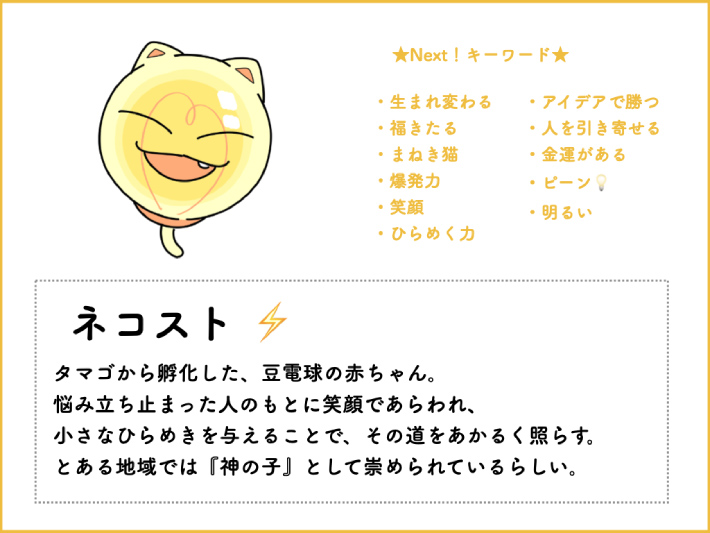 ★Next！キーワード★
・生まれ変わる
・福きたる
・まねき猫
・爆発力
・笑顔
・ひらめく力
・アイデアで勝つ
・人を引き寄せる
・金運がある
・ピーン💡
・明るい
ネコスト⚡
タマゴから孵化した、豆電球の赤ちゃん。
悩み立ち止まった人のもとに笑顔であらわれ、
小さなひらめきを与えることで、その道をあかるく照らす。
とある地域では『神の子』として崇められているらしい。